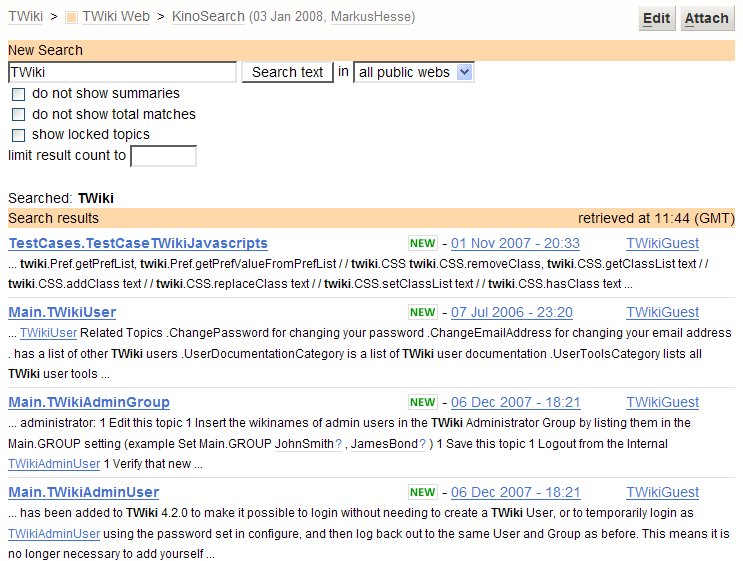 TWiki > TWiki Web > KinoSearch (03 Jan 2008, MarkusHesse) Edit Attach
New Search
TWiki Search text in all public webs
do not show summaries
do not show total matches
show locked topics
limit result count to
Searched: TWiki
Search results retrieved at 11:44 (GMT)
TestCases.TestCaseTWikiJavascripts NEW - 01 Nov 2007 - 20:33 TWikiGuest
... twiki.Pref.getPrefList, twiki.Pref.getPrefValueFromPrefList / / twiki.CSS twiki.CSS.removeClass, twiki.CSS.getClassList text / /
twiki.CSS.addClass text / / twiki.CSS.replaceClass text / / twiki.CSS.setClassList text / / twiki.CSS.hasClass text ...
Main.TWikiUser NEW - 07 Jul 2006 - 23:20 TWikiGuest
... TWikiUser Related Topics .ChangePassword for changing your password .ChangeEmailAddress for changing your email address
. has a list of other TWiki users .UserDocumentationCategory is a list of TWiki user documentation .UserToolsCategory lists all
TWiki user tools ...
Main.TWikiAdminGroup NEW - 06 Dec 2007 - 18:21 TWikiGuest
... administrator: 1 Edit this topic 1 Insert the wikinames of admin users in the TWiki Administrator Group by listing them in the
Main.GROUP setting (example Set Main.GROUP JohnSmith? , JamesBond? ) 1 Save this topic 1 Logout from the Internal
TWikiAdminUser 1 Verify that new ...
Main.TWikiAdminUser NEW - 06 Dec 2007 - 18:21 TWikiGuest
... has been added to TWiki 4.2.0 to make it possible to login without needing to create a TWiki User, or to temporarily login as
TWikiAdminUser using the password set in configure, and then log back out to the same User and Group as before. This means it is
no longer necessary to add yourself ...